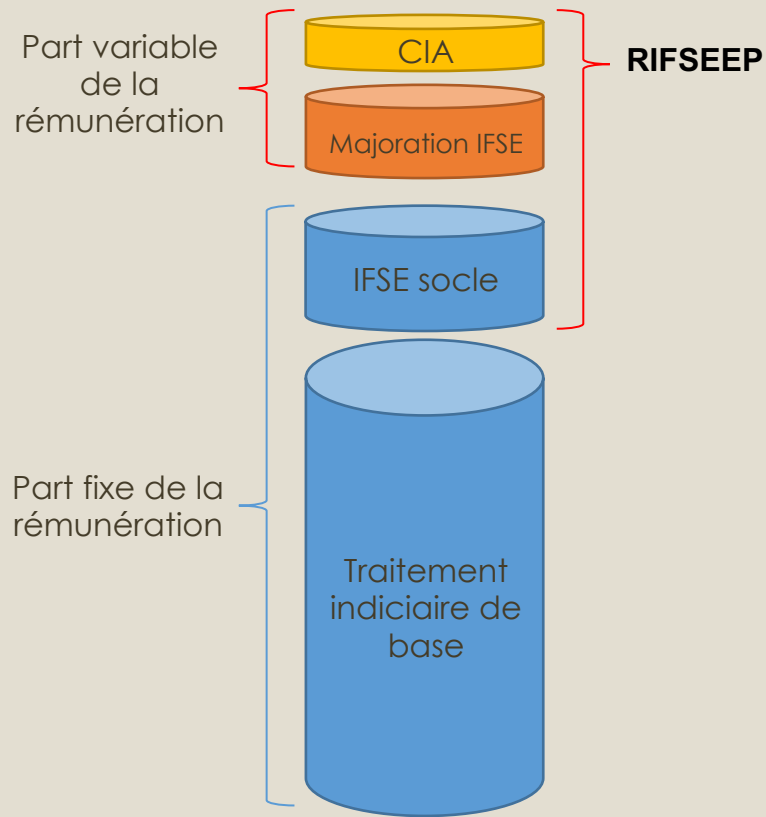 Part variable
de la
rémunération
CIA
RIFSEEP
Majoration IFSE
IFSE socle
Part fixe de la
rémunération
Traitement
indiciaire de
base